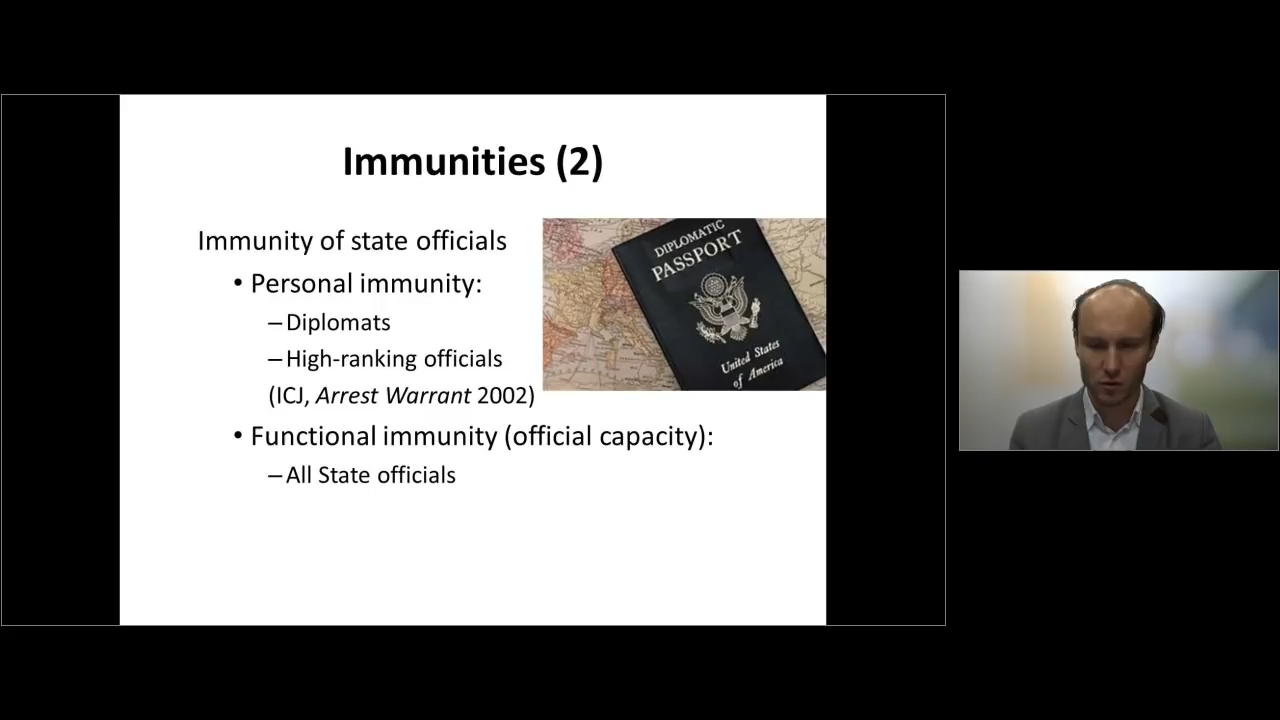 Immunities (2)
Immunity of state officials
• Personal immunity:
–Diplomats
–High-ranking officials
(ICJ, Arrest Warrant 2002)
• Functional immunity (official capacity):
–All State officials
DIPLOMATIC
PASSPORT
United States
of America